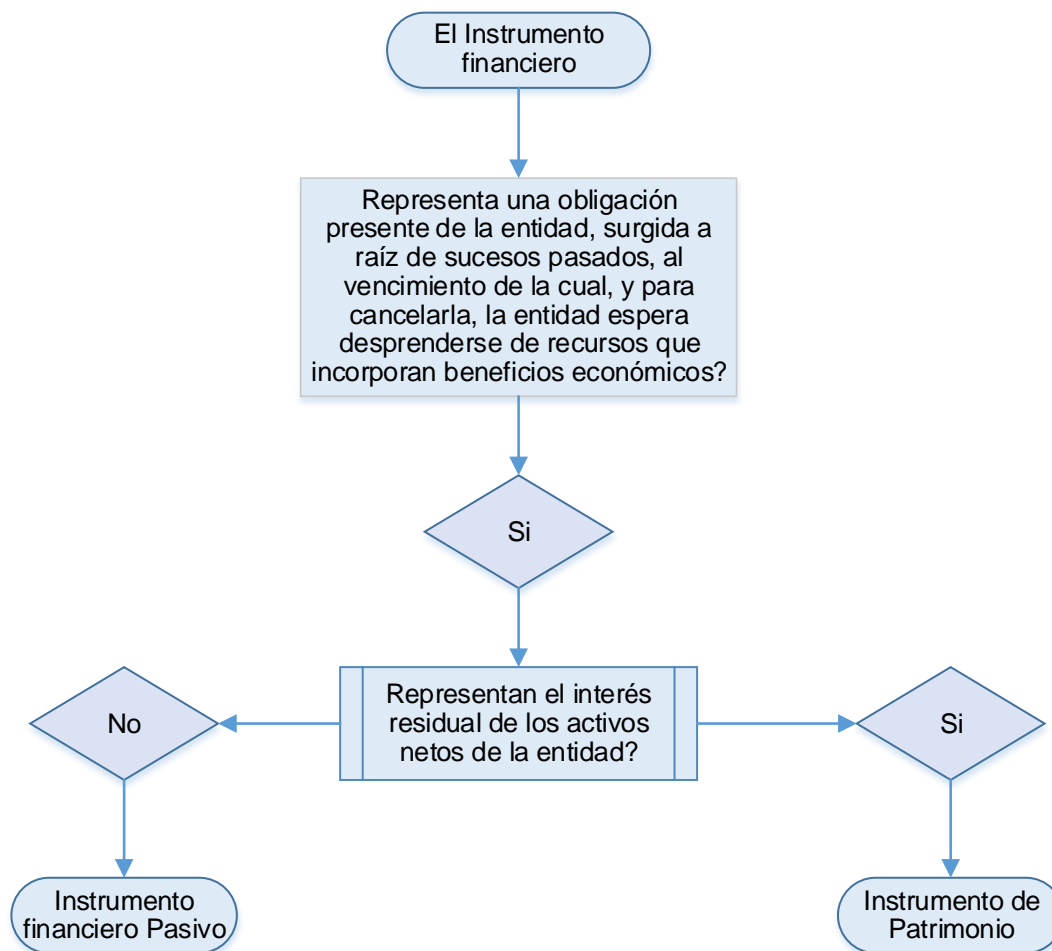 El Instrumento
financiero
Representa una obligación
presente de la entidad, surgida a
raíz de sucesos pasados, al
vencimiento de la cual, y para
cancelarla, la entidad espera
desprenderse de recursos que
incorporan beneficios económicos?
Si
No
Representan el interés
residual de los activos
netos de la entidad?
Si
Instrumento
financiero Pasivo
Instrumento de
Patrimonio